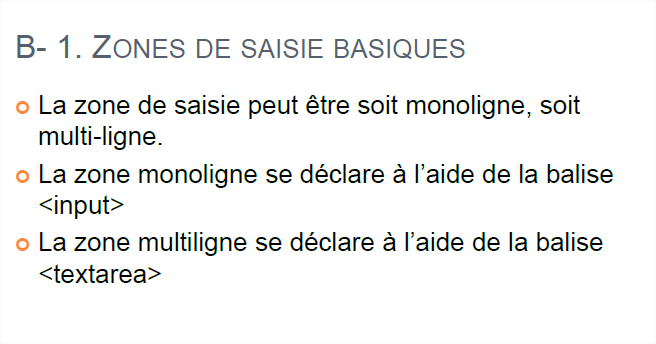 B- 1. ZONES DE SAISIE BASIQUES
La zone de saisie peut être soit monoligne, soit
multi-ligne.
La zone monoligne se déclare à l’aide de la balise
<input>
La zone multiligne se déclare à l’aide de la balise
<textarea>